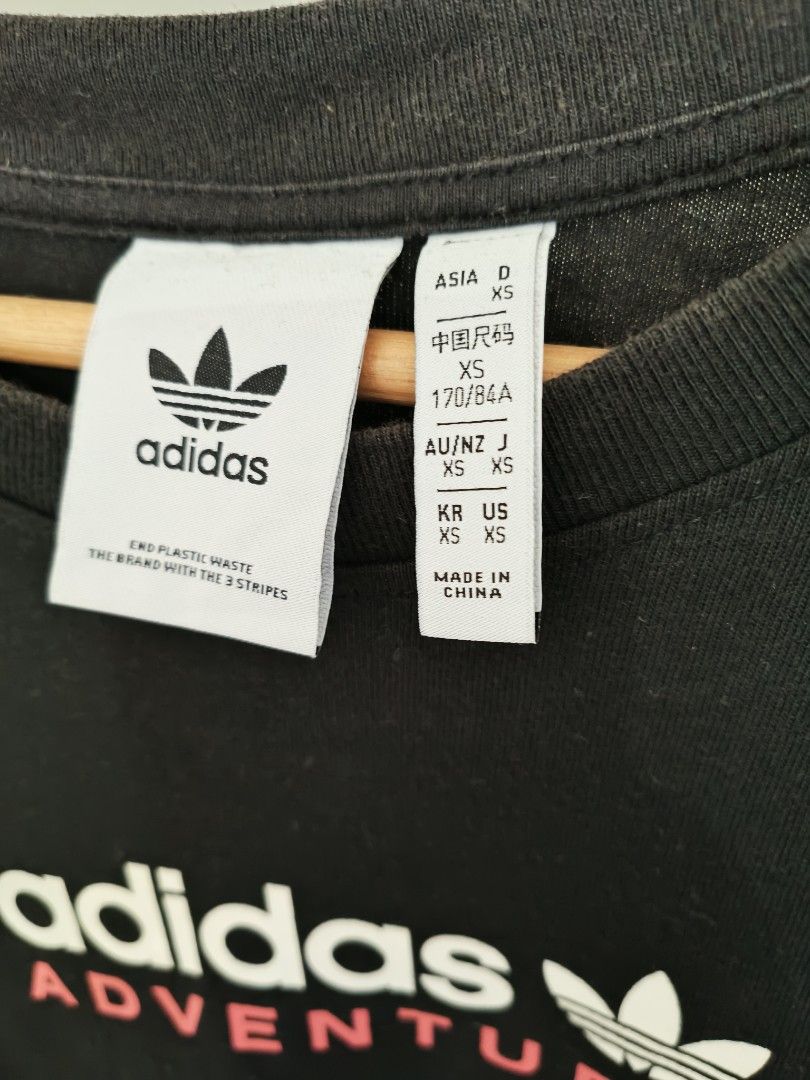 adidas
END PLASTIC WASTE
THE BRAND WITH THE 3 STRIPES
ASIA D
XS
中国尺码
XS
170/84A
AU/NZ J
XS XS
KR US
XS XS
MADE IN
CHINA
adidas